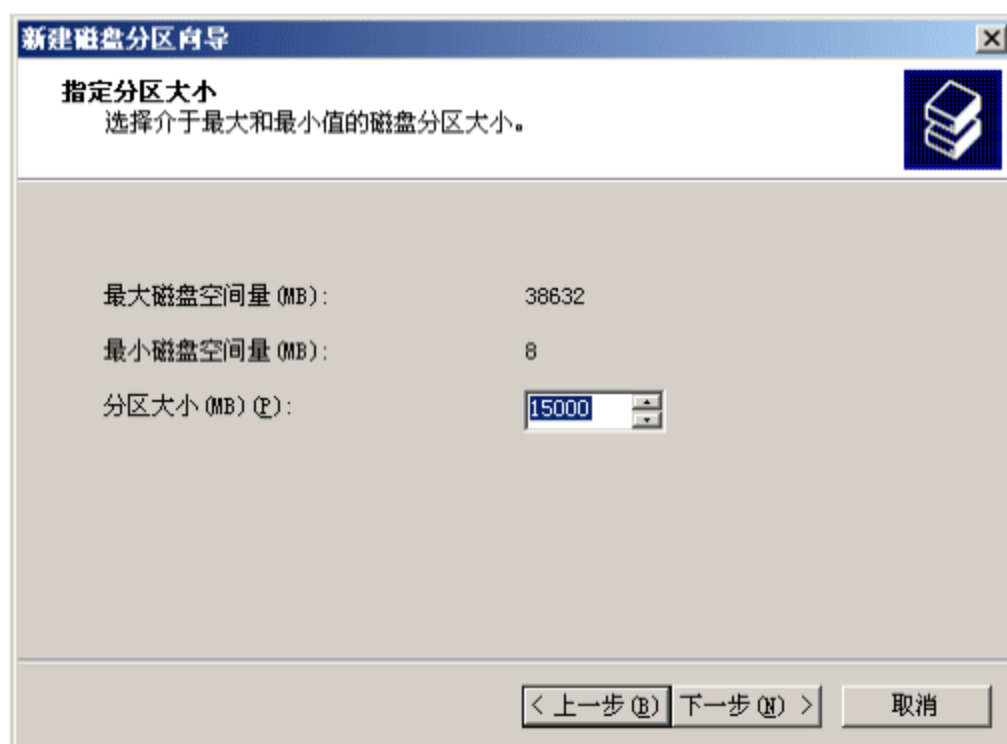 新建磁盘分区向导
指定分区大小
选择介于最大和最小值的磁盘分区大小。
最大磁盘空间量(MB): 38632
最小磁盘空间量(MB): 8
分区大小(MB)(P): 15000
< 上一步(B) 下一步(N) > 取消